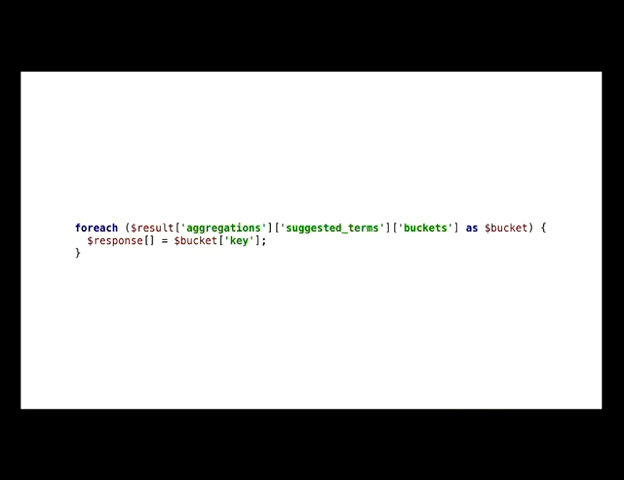 foreach ($result['aggregations']['suggested_terms']['buckets'] as $bucket) {
  $response[] = $bucket['key'];
}